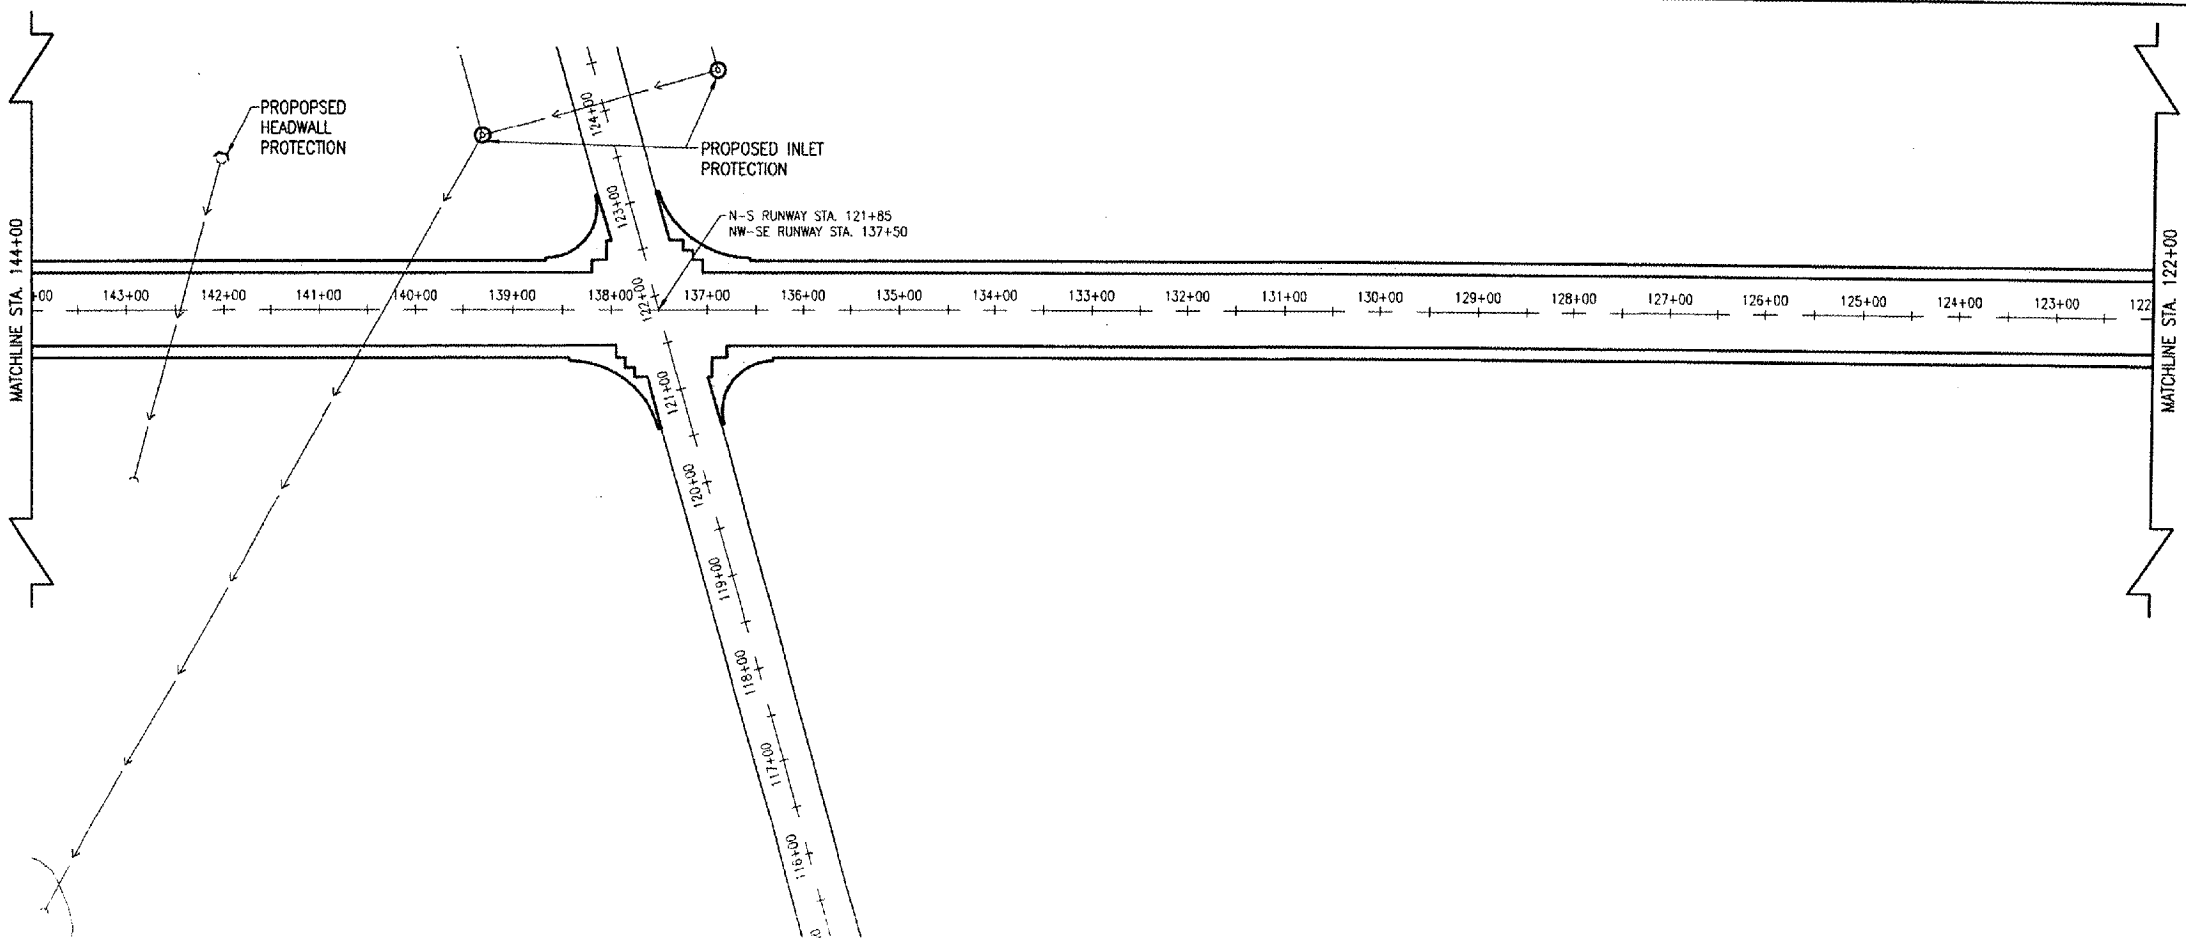 PROPOPSED
HEADWALL
PROTECTION
PROPOSED INLET
PROTECTION
N-S RUNWAY STA. 121+85
NW-SE RUNWAY STA. 137+50
MATCHLINE STA. 144+00
+00 143+00 142+00 141+00 140+00 139+00 138+00 137+00 136+00 135+00 134+00 133+00 132+00 131+00 130+00 129+00 128+00 127+00 126+00 125+00 124+00 123+00 122
MATCHLINE STA. 122+00
124+00
123+00
122+00
121+00
120+00
119+00
118+00
117+00
116+00